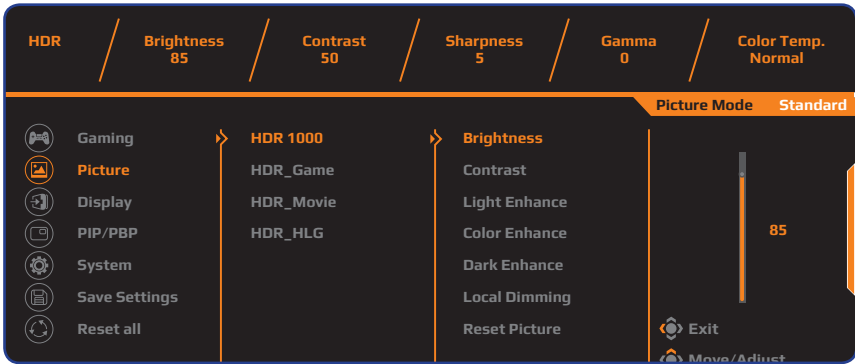 HDR
Brightness
85
Contrast
50
Sharpness
5
Gamma
0
Color Temp.
Normal
Picture Mode Standard
Gaming
Picture
Display
PIP/PBP
System
Save Settings
Reset all
HDR 1000
HDR_Game
HDR_Movie
HDR_HLG
Brightness
Contrast
Light Enhance
Color Enhance
Dark Enhance
Local Dimming
Reset Picture
85
Exit
Move/Adjust